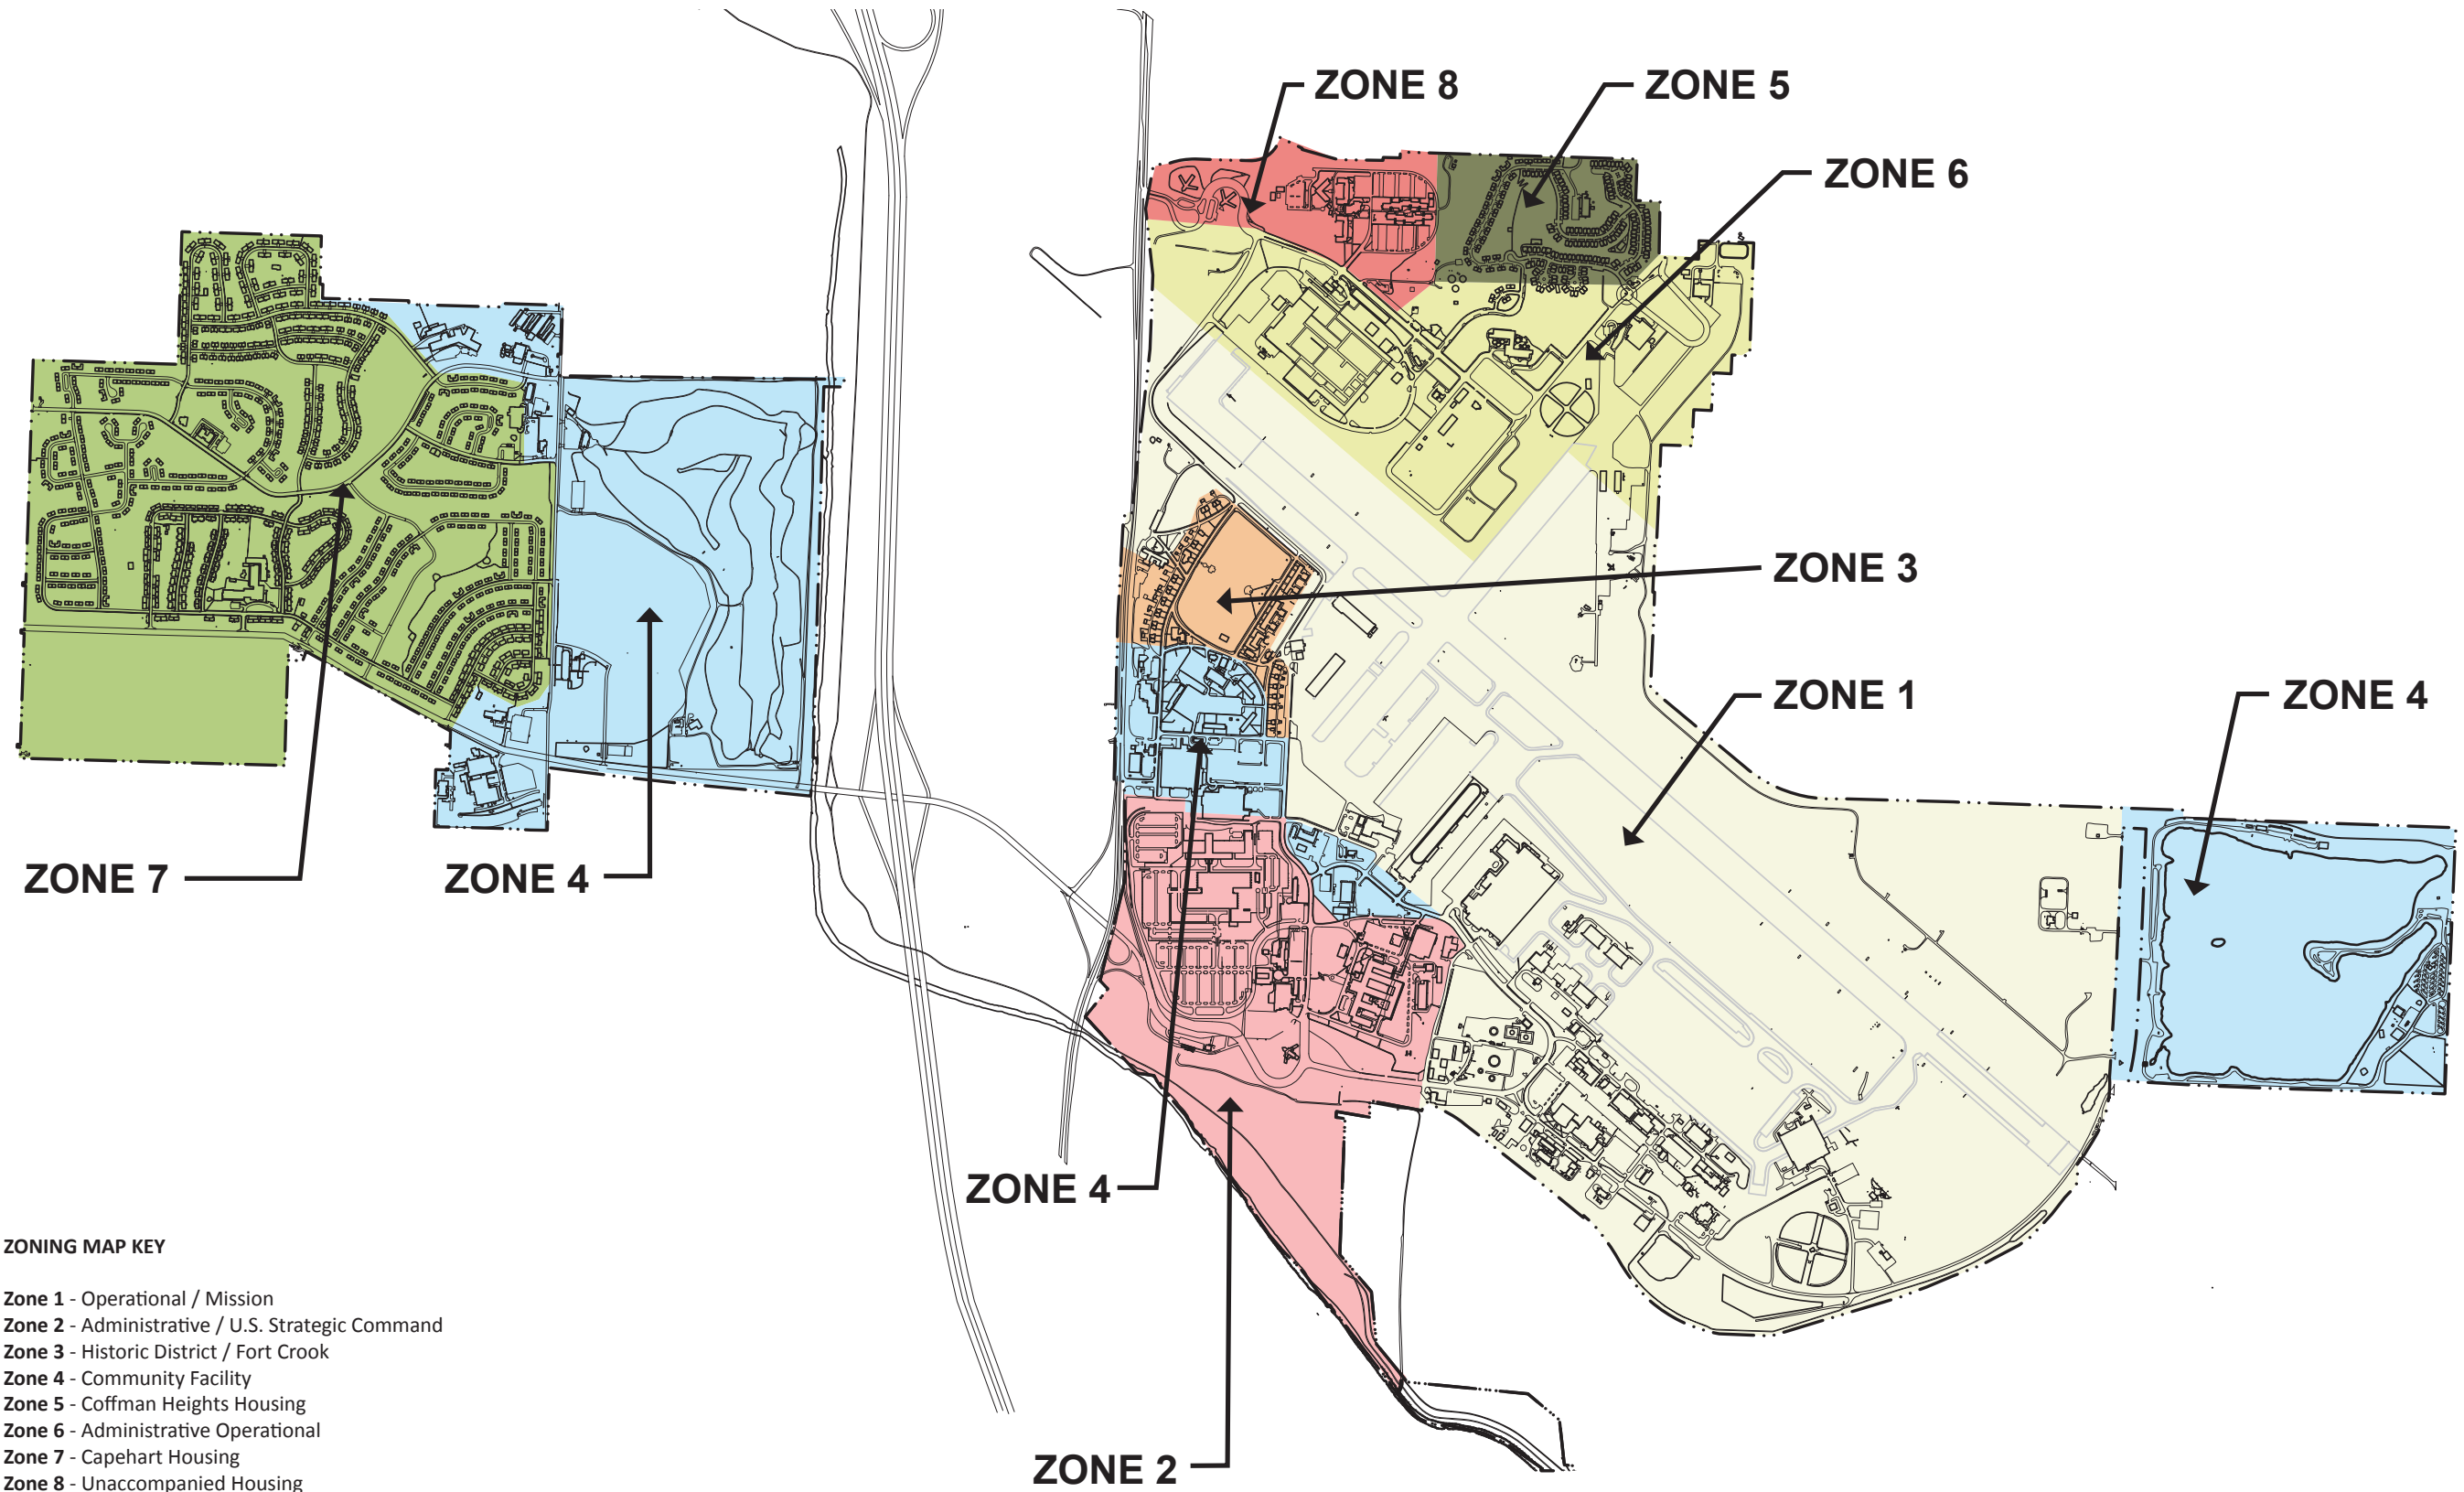 ZONE 8
ZONE 5
ZONE 6
ZONE 3
ZONE 1
ZONE 4
ZONE 7
ZONE 4
ZONE 4
ZONE 2
ZONING MAP KEY
Zone 1 - Operational / Mission
Zone 2 - Administrative / U.S. Strategic Command
Zone 3 - Historic District / Fort Crook
Zone 4 - Community Facility
Zone 5 - Coffman Heights Housing
Zone 6 - Administrative Operational
Zone 7 - Capehart Housing
Zone 8 - Unaccompanied Housing